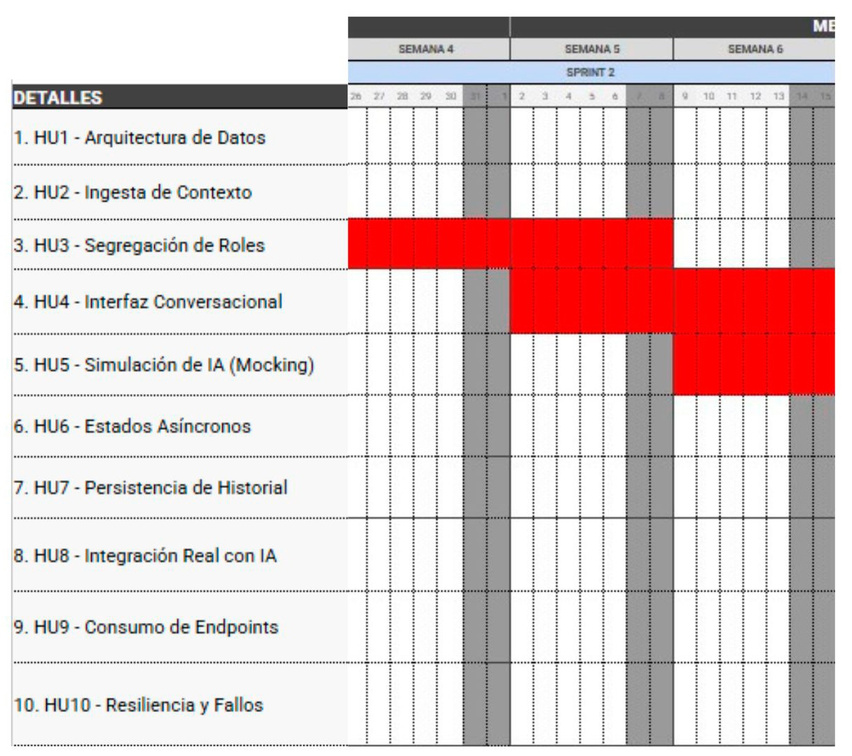 ME
SEMANA 4 SEMANA 5 SEMANA 6
SPRINT 2
DETALLES 26 27 28 29 30 31 1 2 3 4 5 6 7 8 9 10 11 12 13 14 15
1. HU1 - Arquitectura de Datos
2. HU2 - Ingesta de Contexto
3. HU3 - Segregación de Roles
4. HU4 - Interfaz Conversacional
5. HU5 - Simulación de IA (Mocking)
6. HU6 - Estados Asíncronos
7. HU7 - Persistencia de Historial
8. HU8 - Integración Real con IA
9. HU9 - Consumo de Endpoints
10. HU10 - Resiliencia y Fallos